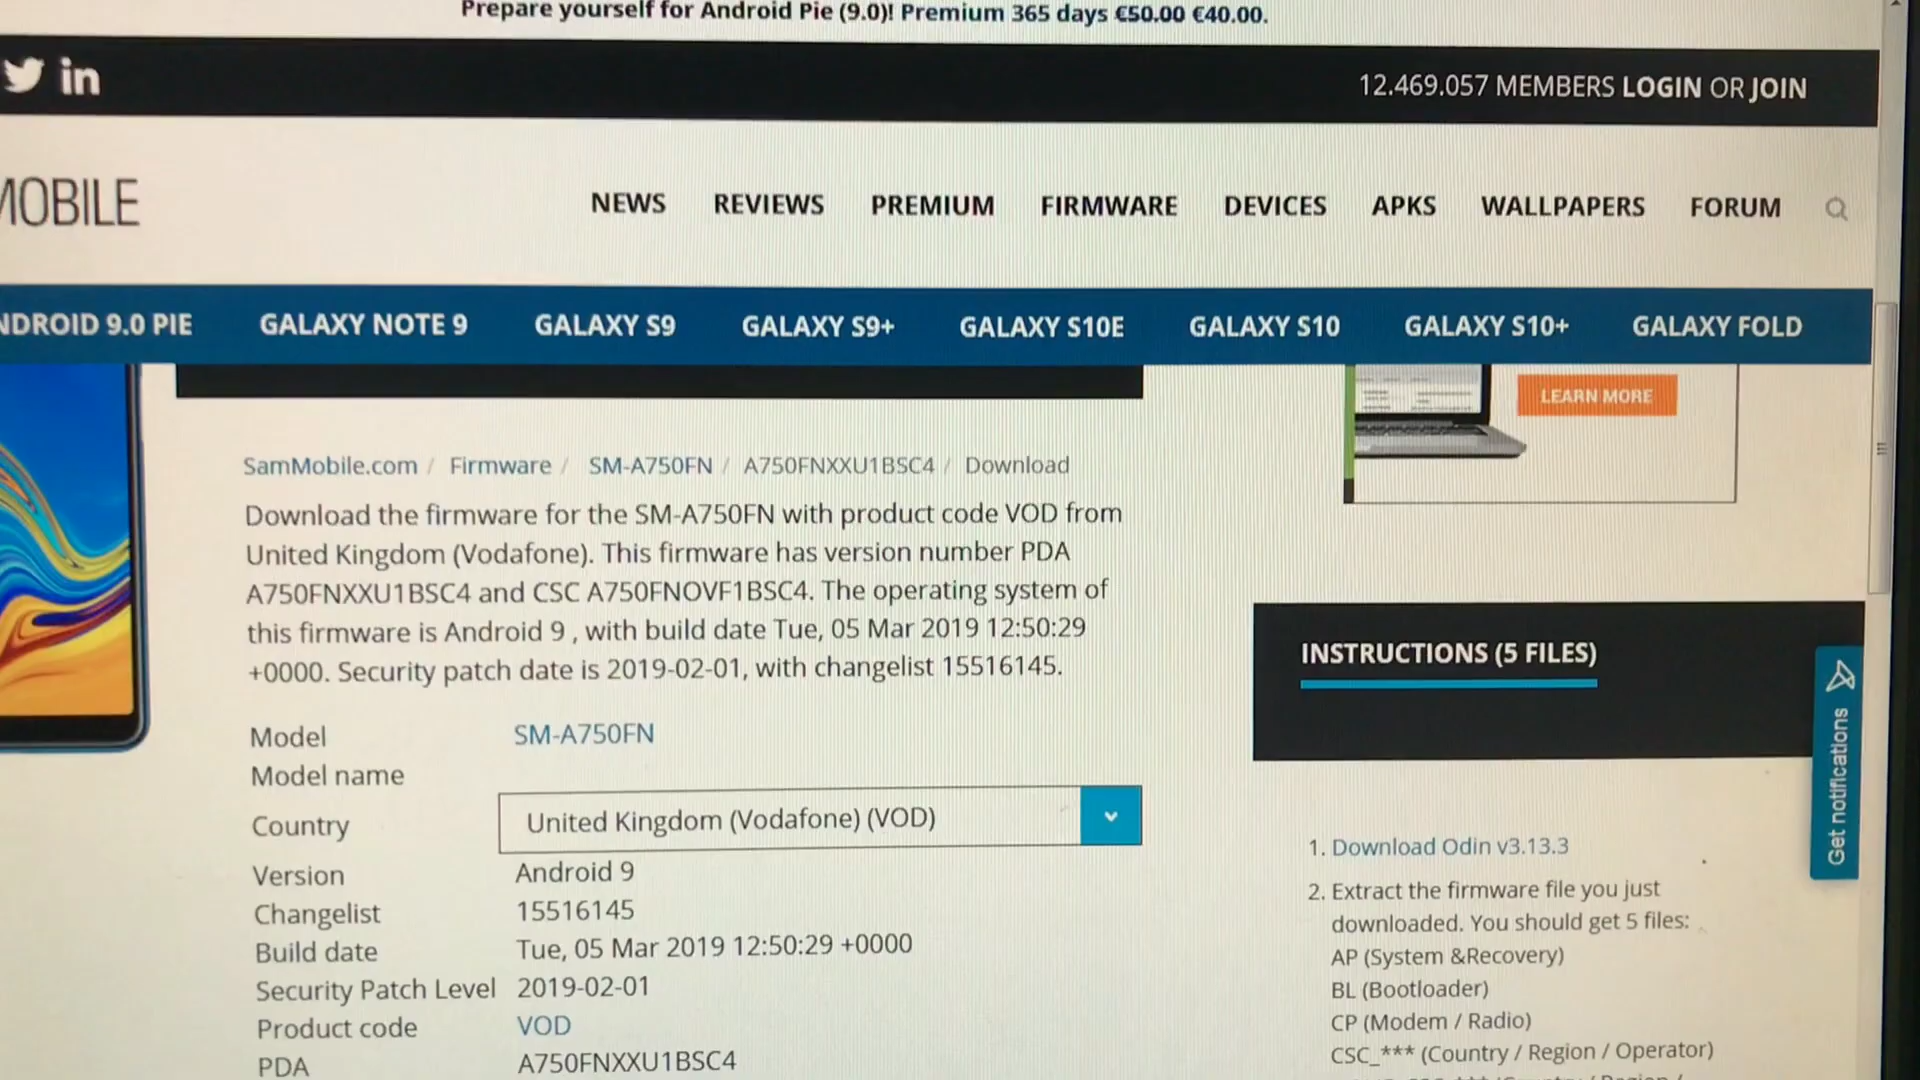 Prepare yourself for Android Pie (9.0)! Premium 365 days €50.00 €40.00.
in
12.469.057 MEMBERS LOGIN OR JOIN
MOBILE
NEWS REVIEWS PREMIUM FIRMWARE DEVICES APKS WALLPAPERS FORUM
NDROID 9.0 PIE GALAXY NOTE 9 GALAXY S9 GALAXY S9+ GALAXY S10E GALAXY S10 GALAXY S10+ GALAXY FOLD
LEARN MORE
SamMobile.com / Firmware / SM-A750FN / A750FNXXU1BSC4 / Download
Download the firmware for the SM-A750FN with product code VOD from
United Kingdom (Vodafone). This firmware has version number PDA
A750FNXXU1BSC4 and CSC A750FNOVF1BSC4. The operating system of
this firmware is Android 9 , with build date Tue, 05 Mar 2019 12:50:29
+0000. Security patch date is 2019-02-01, with changelist 15516145.
Model SM-A750FN
Model name
Country United Kingdom (Vodafone) (VOD)
Version Android 9
Changelist 15516145
Build date Tue, 05 Mar 2019 12:50:29 +0000
Security Patch Level 2019-02-01
Product code VOD
PDA A750FNXXU1BSC4
INSTRUCTIONS (5 FILES)
Get notifications
1. Download Odin v3.13.3
2. Extract the firmware file you just
downloaded. You should get 5 files:
AP (System &Recovery)
BL (Bootloader)
CP (Modem / Radio)
CSC_*** (Country / Region / Operator)